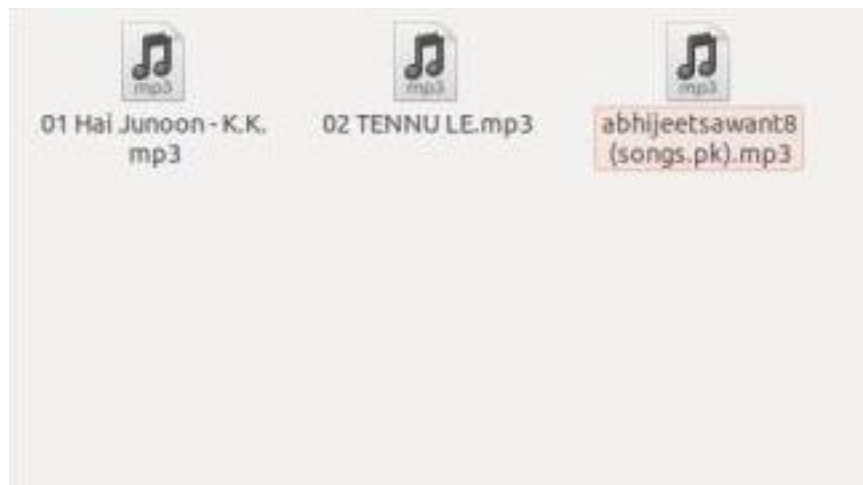 mp3
mp3
mp3
01 Hai Junoon - K.K.
mp3
02 TENNU LE.mp3
abhijeetsawant8
(songs.pk).mp3